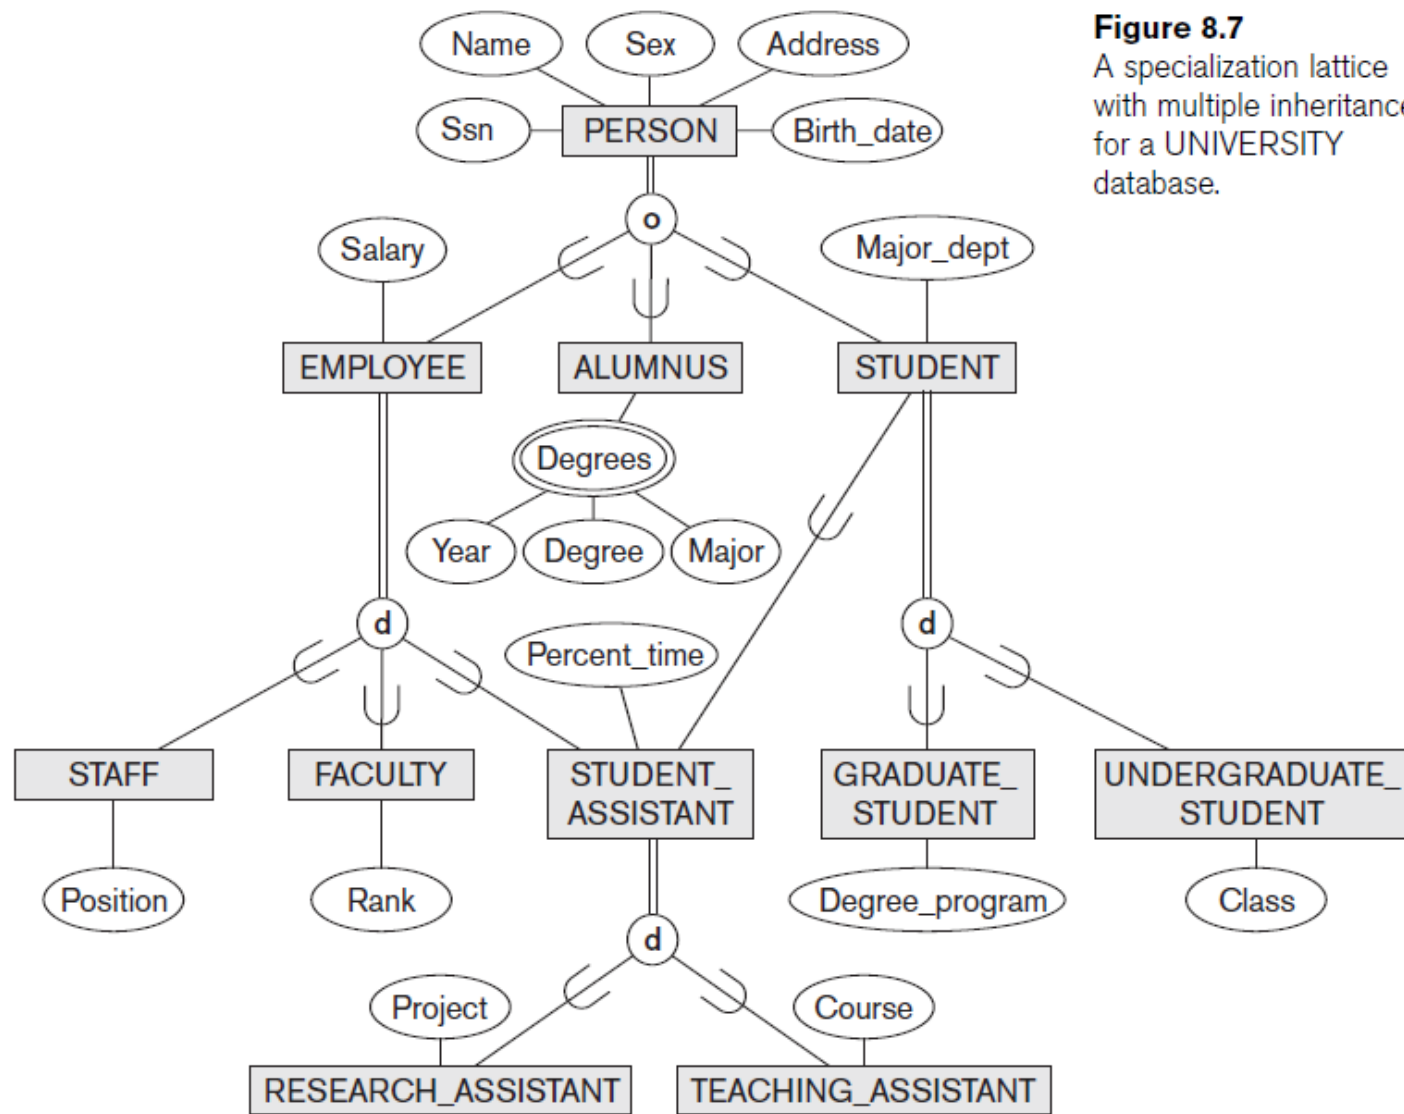 Figure 8.7
A specialization lattice
with multiple inheritance
for a UNIVERSITY
database.
Name
Sex
Address
Ssn
PERSON
Birth_date
o
Salary
Major_dept
EMPLOYEE
ALUMNUS
STUDENT
Degrees
Year
Degree
Major
d
d
Percent_time
STAFF
FACULTY
STUDENT_
ASSISTANT
GRADUATE_
STUDENT
UNDERGRADUATE_
STUDENT
Position
Rank
Degree_program
Class
d
Project
Course
RESEARCH_ASSISTANT
TEACHING_ASSISTANT